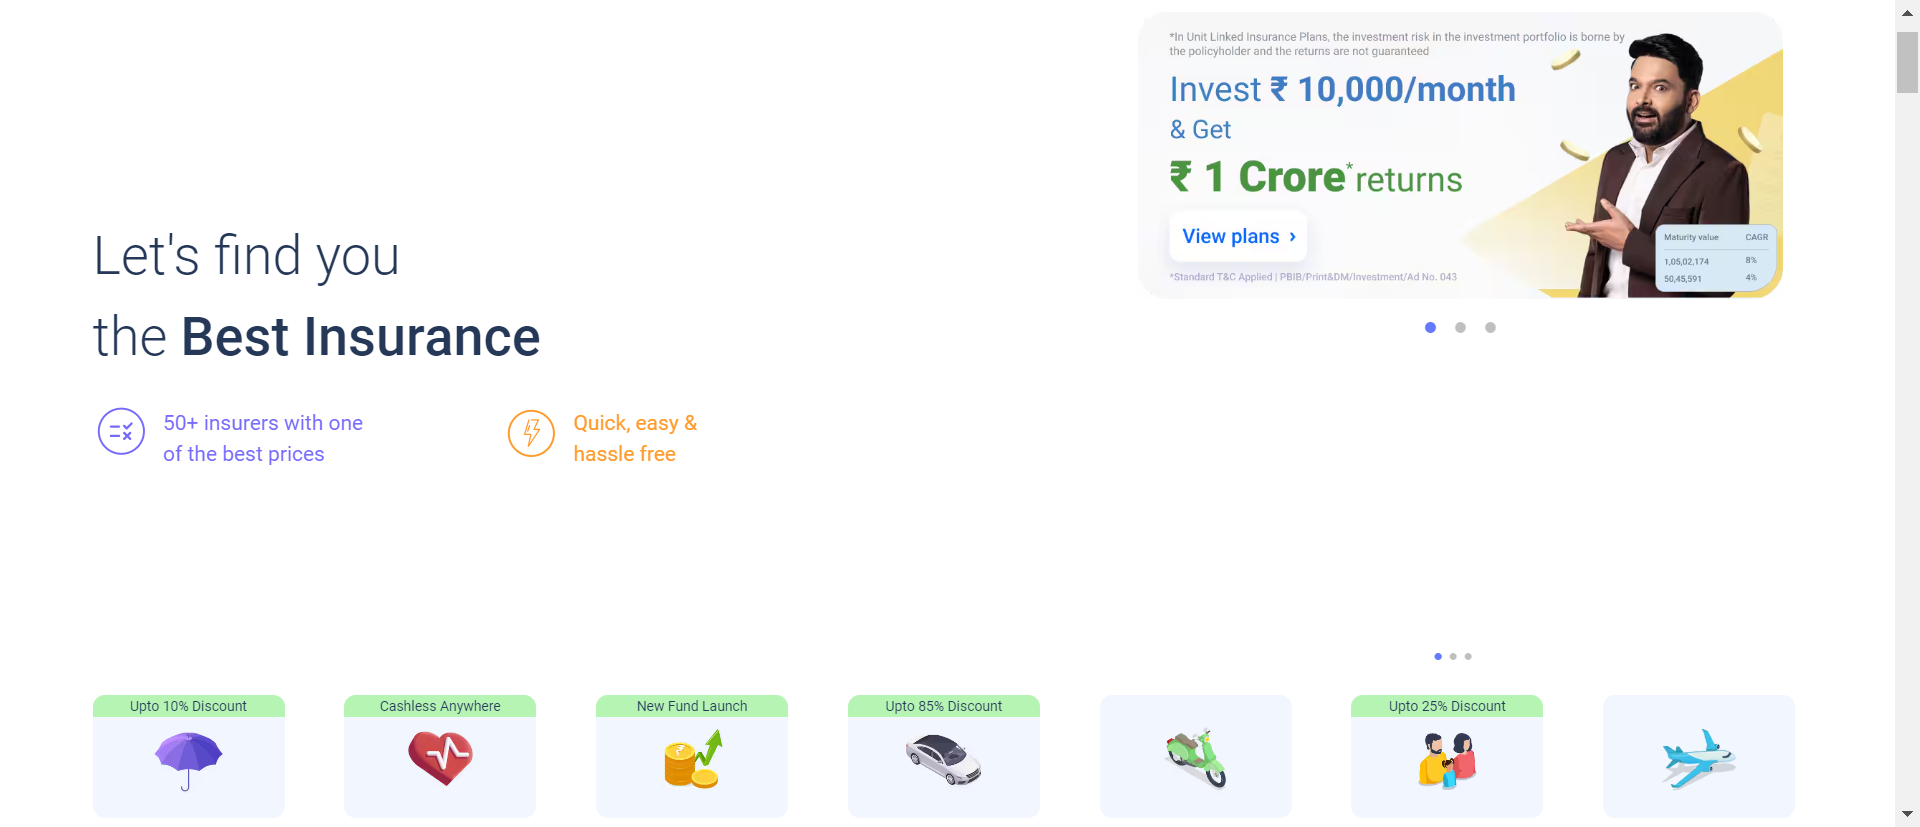 *In Unit Linked Insurance Plans, the investment risk in the investment portfolio is borne by
the policyholder and the returns are not guaranteed
Invest ₹ 10,000/month
& Get
₹ 1 Crore* returns
View plans ›
Maturity value CAGR
1,05,02,174 8%
50,45,591 4%
*Standard T&C Applied | PBIB/Print&DM/Investment/Ad No. 043
Let's find you
the Best Insurance
50+ insurers with one
of the best prices
Quick, easy &
hassle free
Upto 10% Discount
Cashless Anywhere
New Fund Launch
Upto 85% Discount
Upto 25% Discount